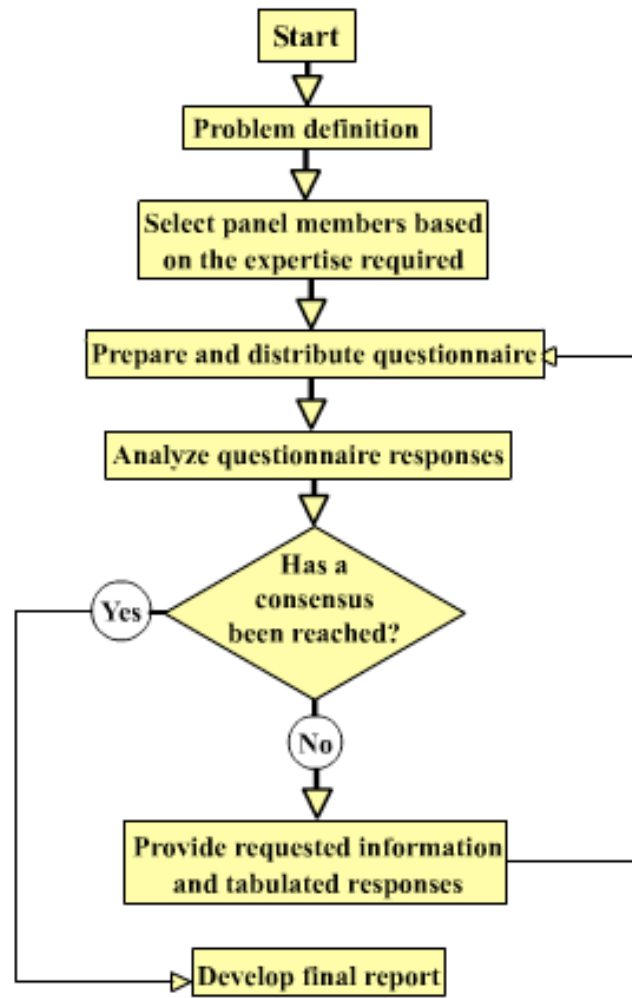 Start
Problem definition
Select panel members based
on the expertise required
Prepare and distribute questionnaire
Analyze questionnaire responses
Has a
consensus
been reached?
Yes
No
Provide requested information
and tabulated responses
Develop final report